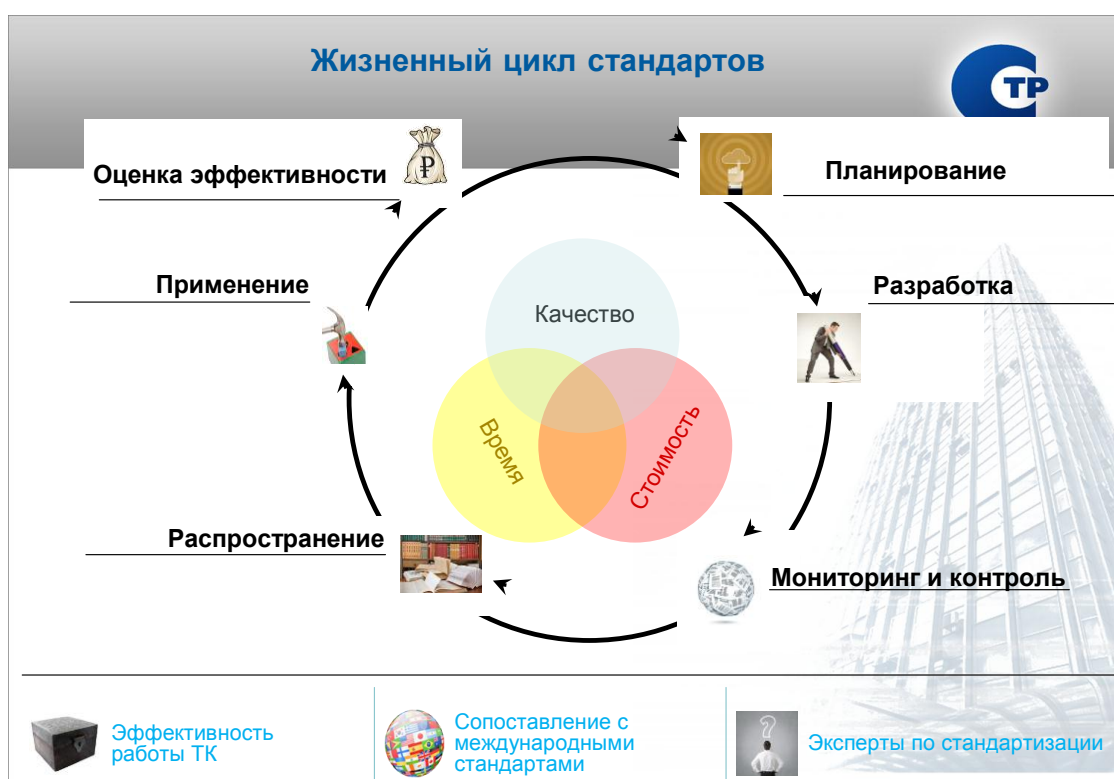 Жизненный цикл стандартов
СТР
Оценка эффективности
₽
Планирование
Применение
Разработка
Качество
Время
Стоимость
Распространение
Мониторинг и контроль
Эффективность
работы ТК
Сопоставление с
международными
стандартами
Эксперты по стандартизации